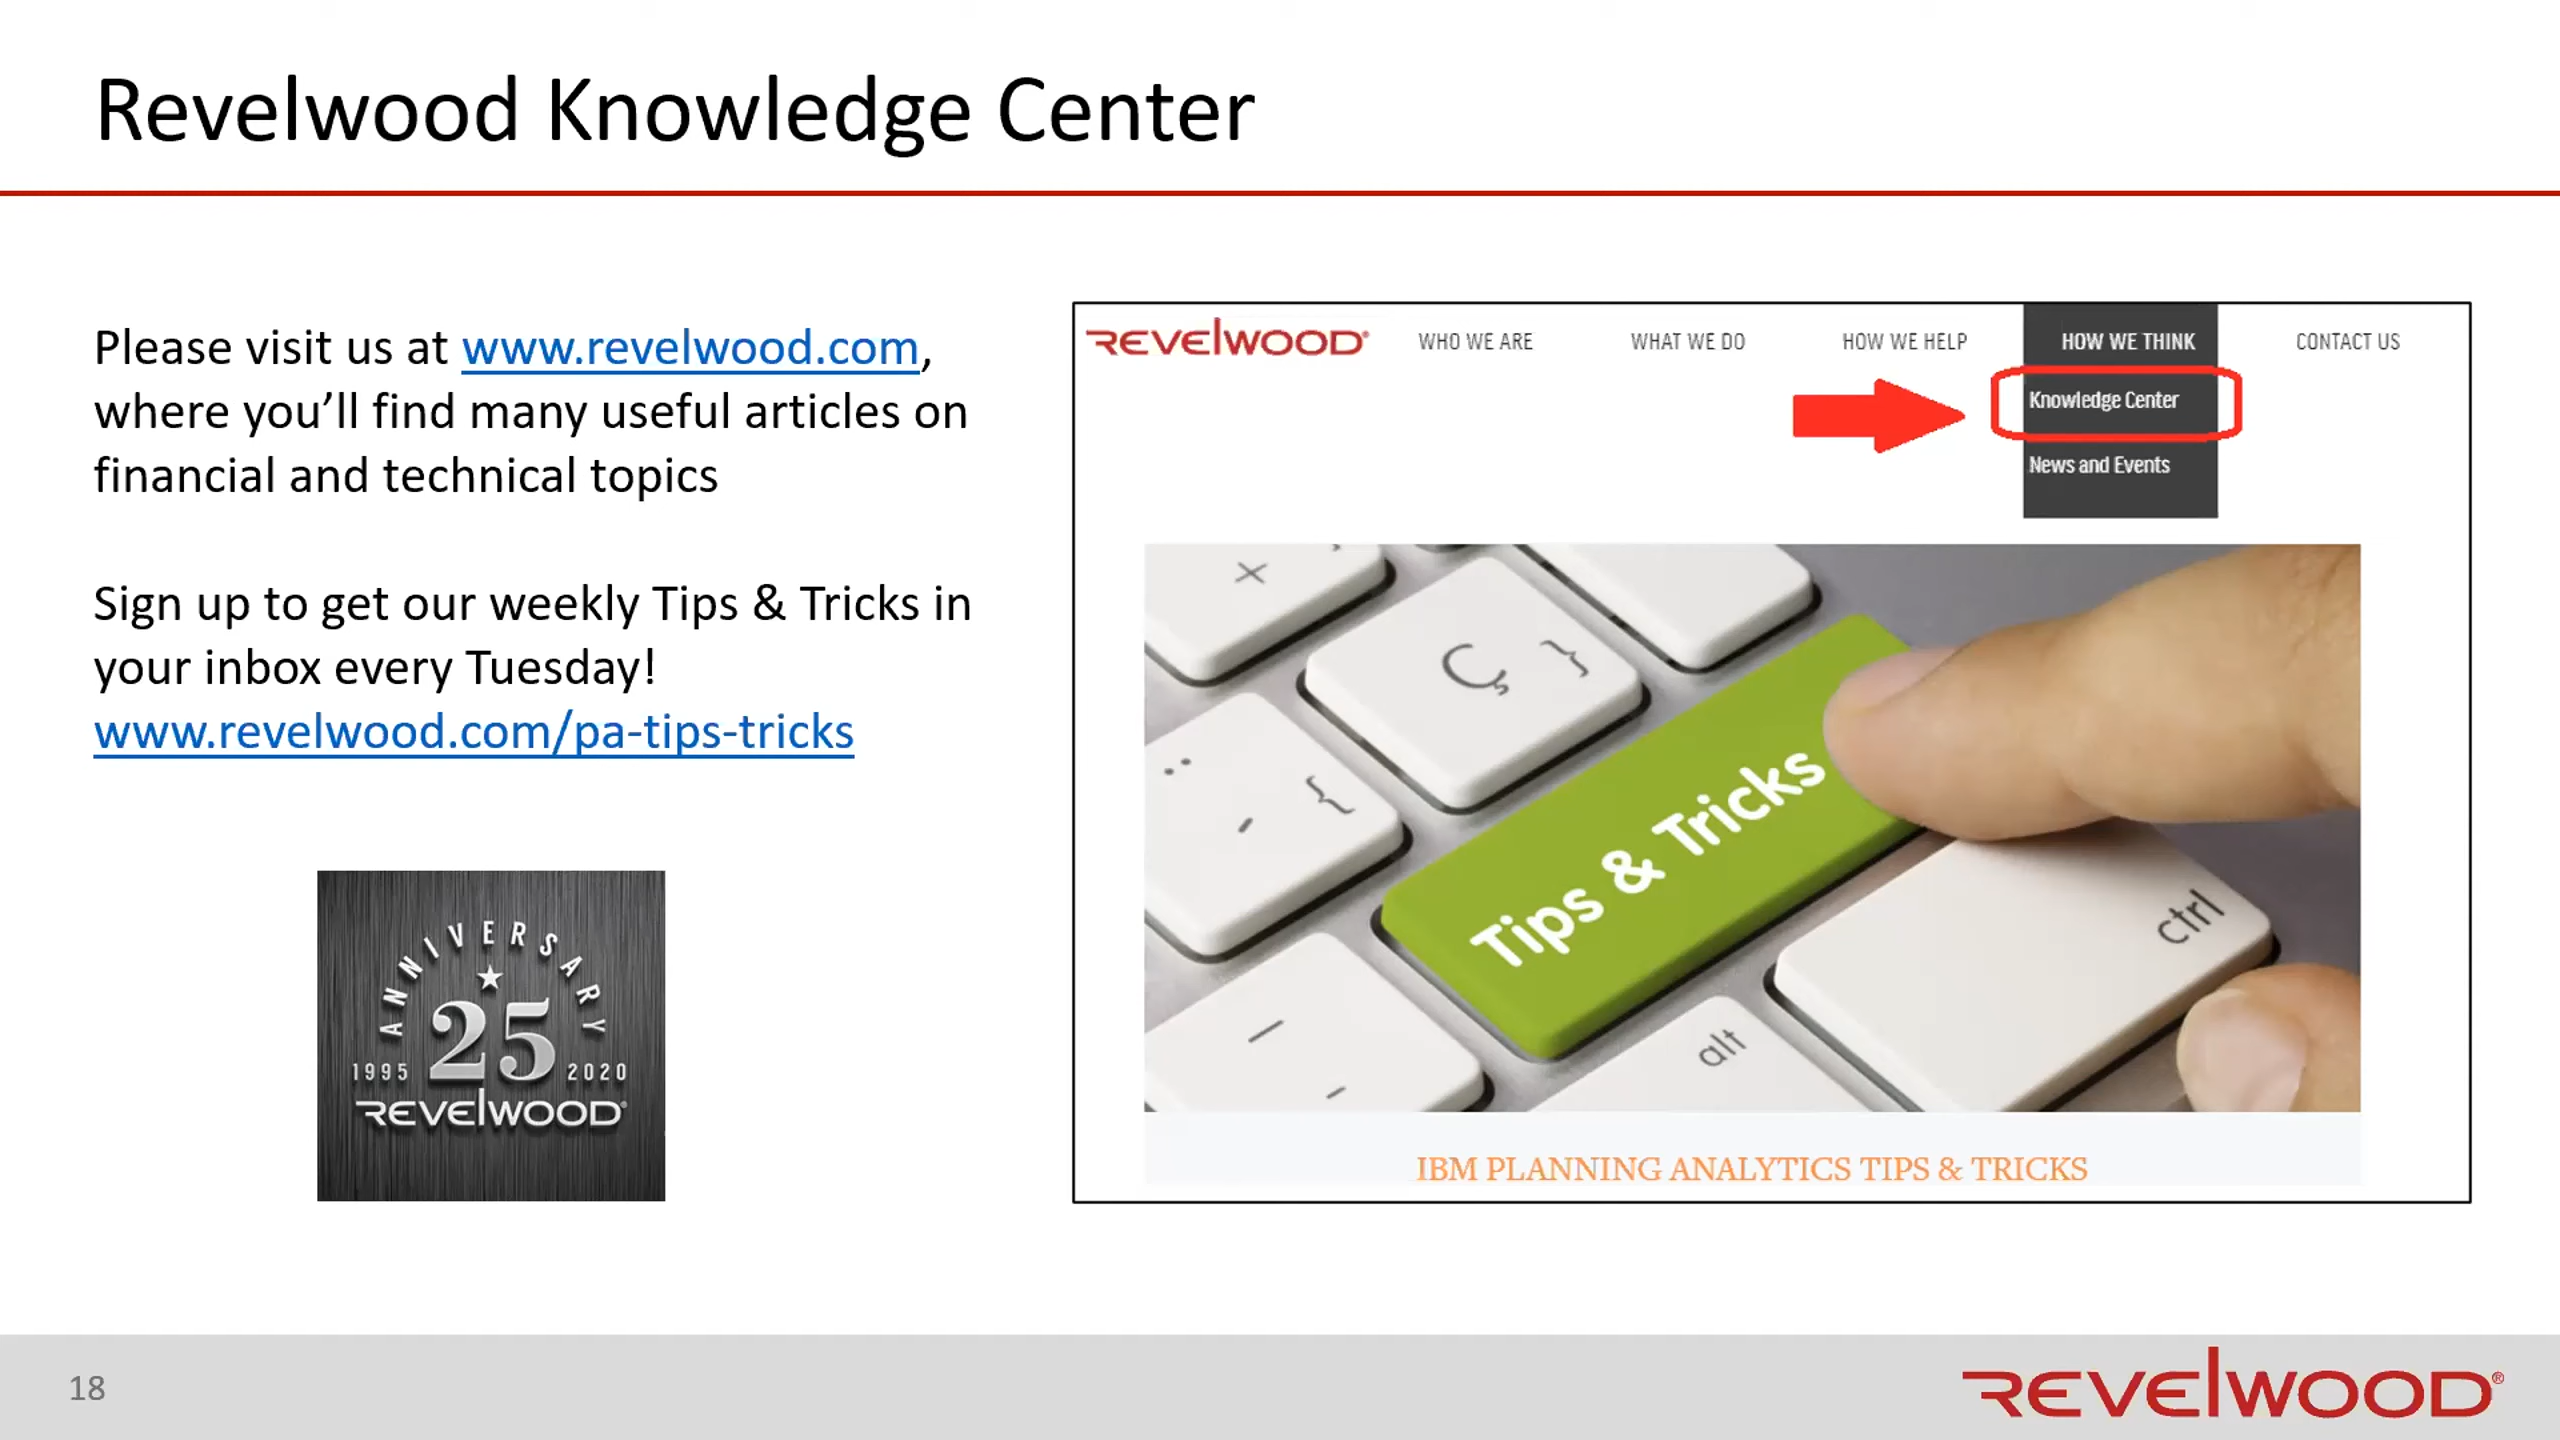 Revelwood Knowledge Center
Please visit us at www.revelwood.com,
where you’ll find many useful articles on
financial and technical topics
Sign up to get our weekly Tips & Tricks in
your inbox every Tuesday!
www.revelwood.com/pa-tips-tricks
ANNIVERSARY
1995 25 2020
REVELWOOD®
REVELWOOD® WHO WE ARE WHAT WE DO HOW WE HELP HOW WE THINK CONTACT US
Knowledge Center
News and Events
+
Ç }
¨ {
Tips & Tricks
ctrl
alt
IBM PLANNING ANALYTICS TIPS & TRICKS
18
REVELWOOD®